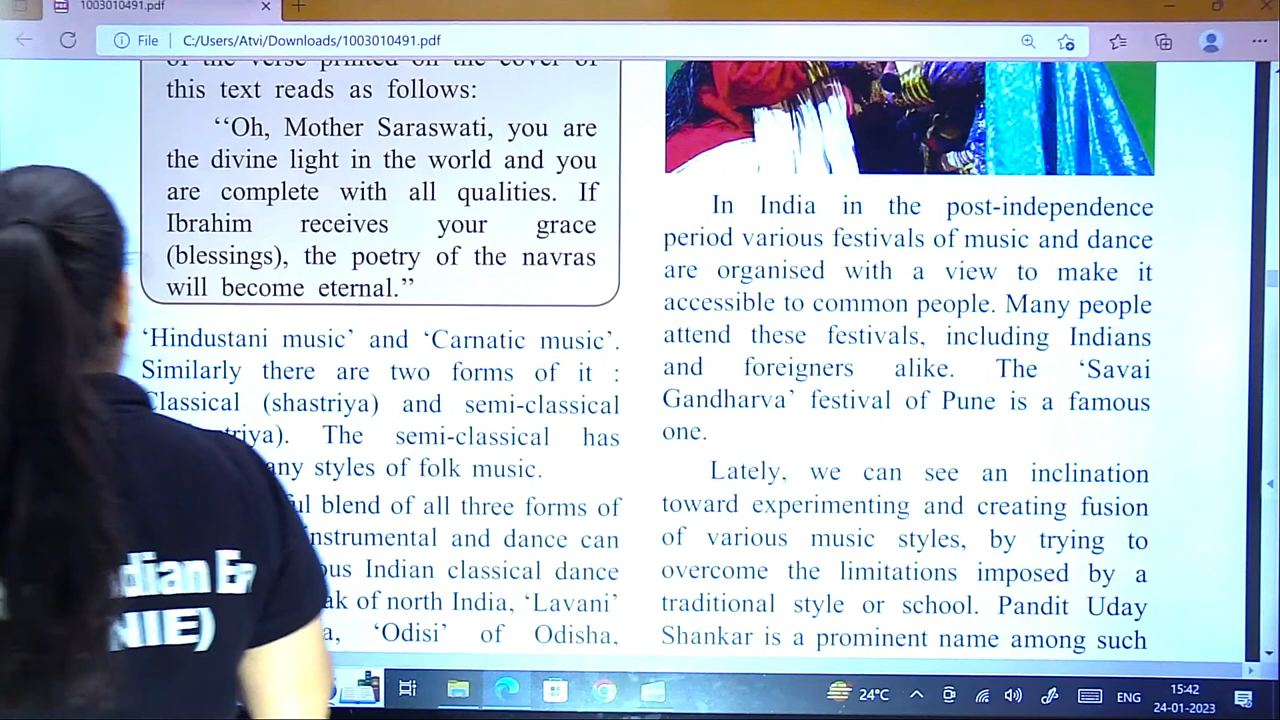 1003010491.pdf
File | C:/Users/Atvi/Downloads/1003010491.pdf
of the verse printed on the cover of
this text reads as follows:
‘‘Oh, Mother Saraswati, you are
the divine light in the world and you
are complete with all qualities. If
Ibrahim receives your grace
(blessings), the poetry of the navras
will become eternal.’’
‘Hindustani music’ and ‘Carnatic music’.
Similarly there are two forms of it :
Classical (shastriya) and semi-classical
The semi-classical has
styles of folk music.
blend of all three forms of
instrumental and dance can
Indian classical dance
of north India, ‘Lavani’
‘Odisi’ of Odisha,
In India in the post-independence
period various festivals of music and dance
are organised with a view to make it
accessible to common people. Many people
attend these festivals, including Indians
and foreigners alike. The ‘Savai
Gandharva’ festival of Pune is a famous
one.
Lately, we can see an inclination
toward experimenting and creating fusion
of various music styles, by trying to
overcome the limitations imposed by a
traditional style or school. Pandit Uday
Shankar is a prominent name among such
24°C
ENG
15:42
24-01-2023